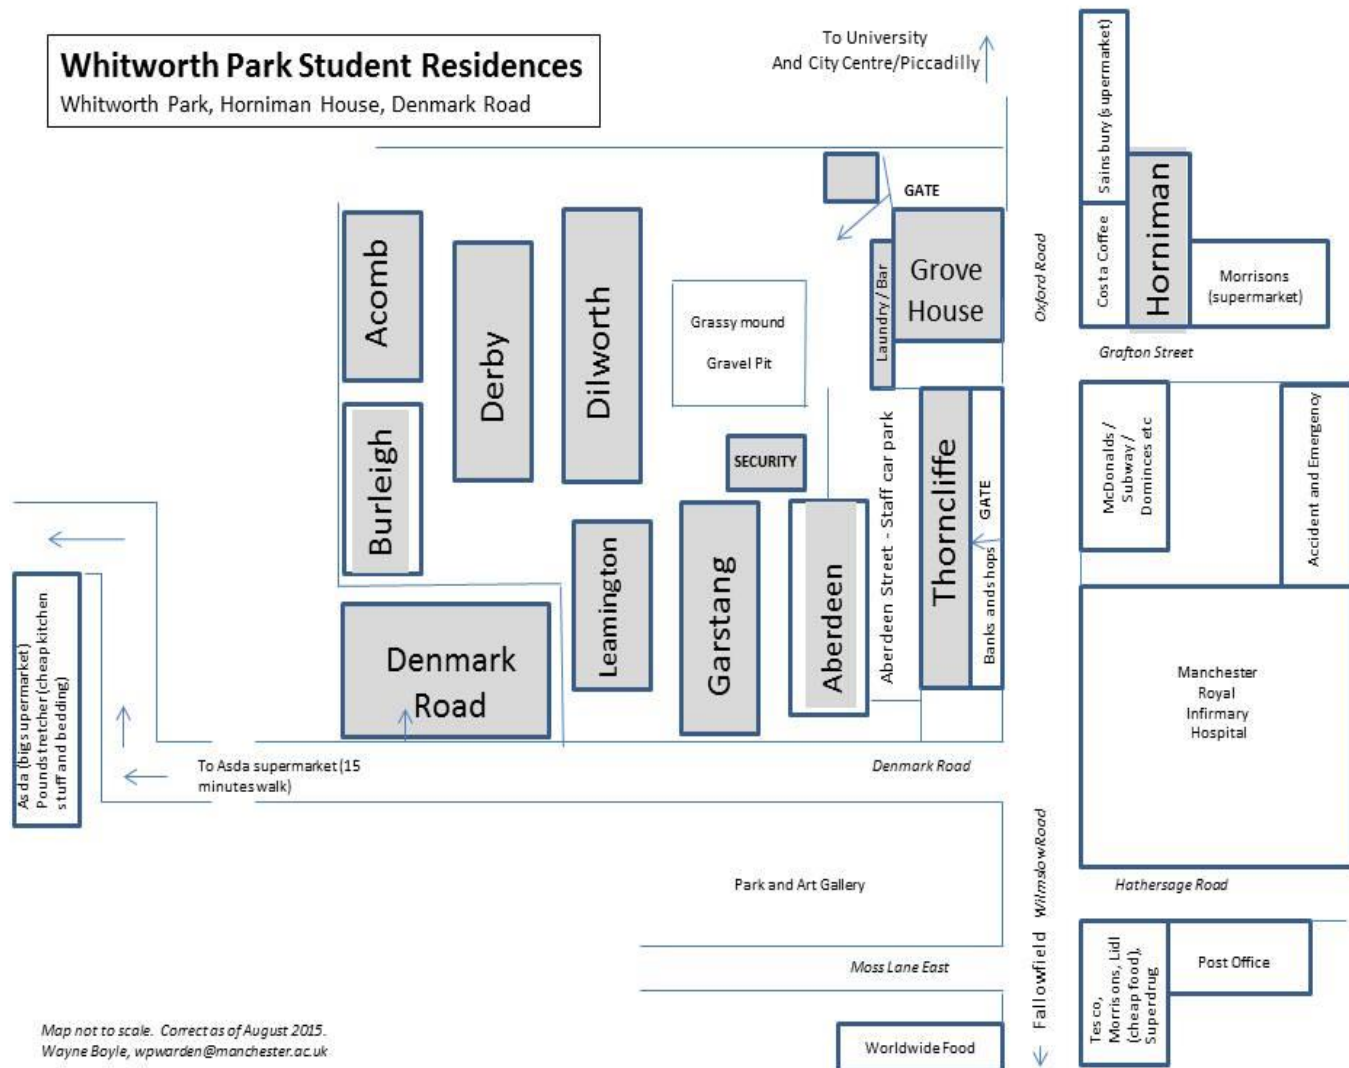 Whitworth Park Student Residences
Whitworth Park, Horniman House, Denmark Road
To University
And City Centre/Piccadilly
Sainsbury (supermarket)
Costa Coffee
Horniman
Morrisons
(supermarket)
GATE
Grove
House
Laundry / Bar
Oxford Road
Grafton Street
Acomb
Derby
Dilworth
Grassy mound
Gravel Pit
Burleigh
SECURITY
Leamington
Garstang
Aberdeen
Aberdeen Street - Staff car park
Thorncliffe
GATE
Banks and shops
McDonalds /
Subway /
Dominces etc
Accident and Emergency
Denmark
Road
Manchester
Royal
Infirmary
Hospital
Asda (bigs supermarket)
Poundstretcher (cheap kitchen
stuff and bedding)
To Asda supermarket (15
minutes walk)
Denmark Road
Park and Art Gallery
Wilmslow Road
Fallowfield
Hathersage Road
Moss Lane East
Tesco,
Morrisons, Lidl
(cheap food),
Superdrug
Post Office
Worldwide Food
Map not to scale. Correct as of August 2015.
Wayne Boyle, wpwarden@manchester.ac.uk